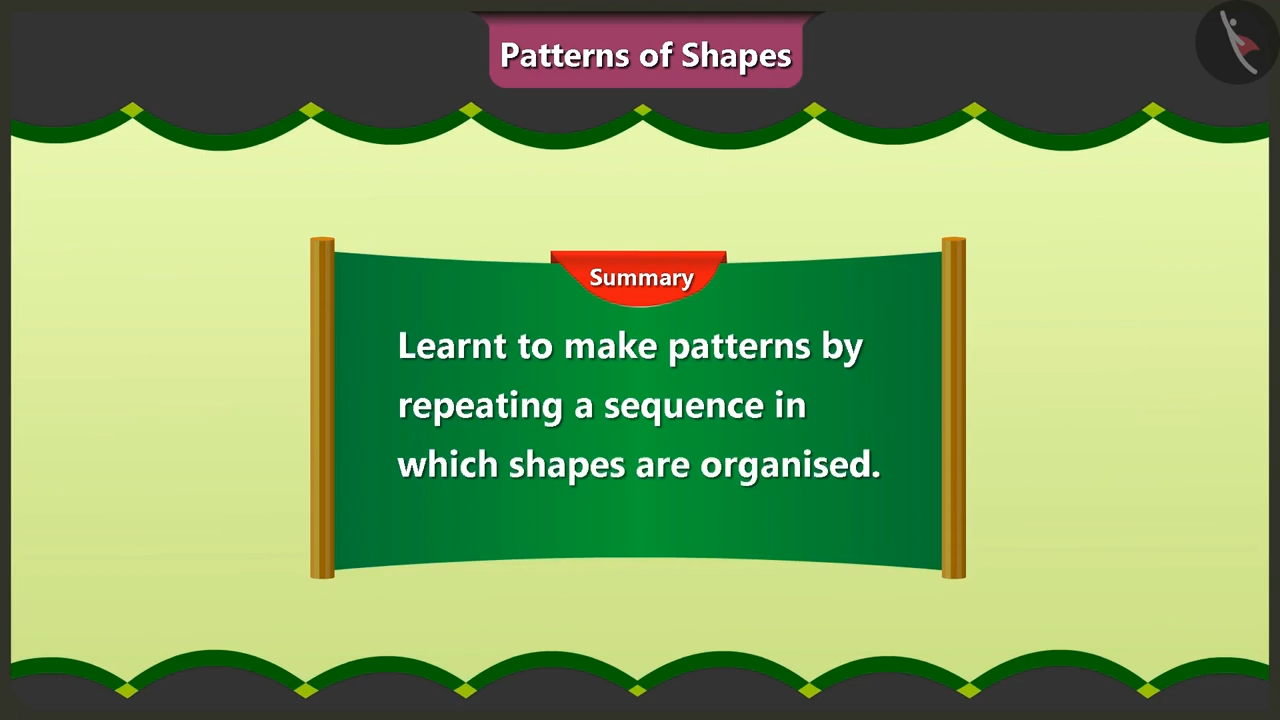 Patterns of Shapes
Summary
Learnt to make patterns by
repeating a sequence in
which shapes are organised.